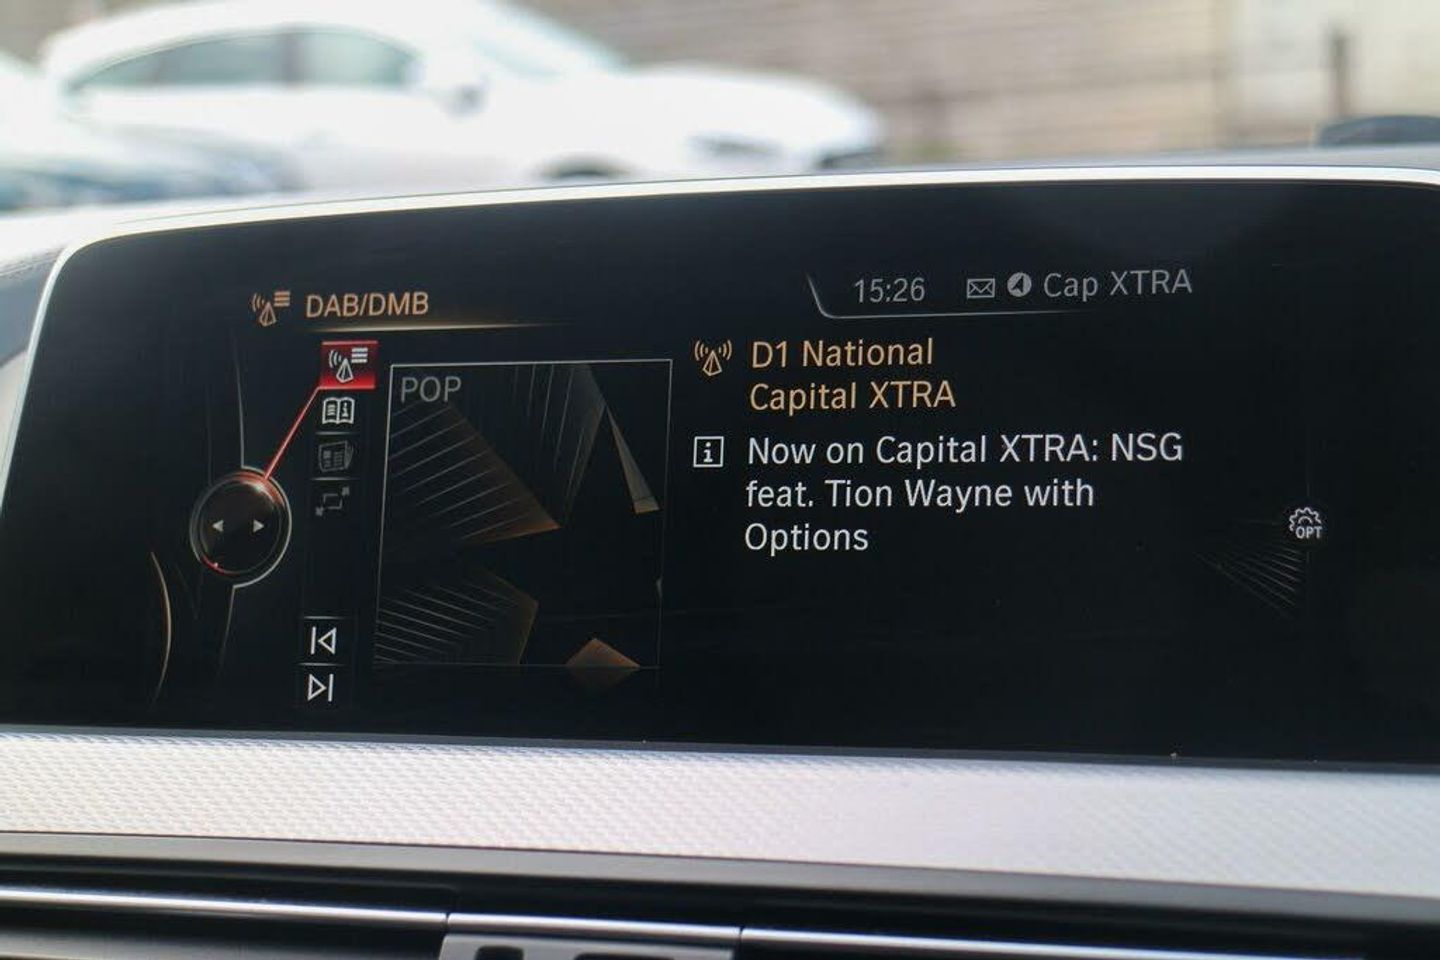 DAB/DMB
15:26 Cap XTRA
POP
D1 National
Capital XTRA
Now on Capital XTRA: NSG
feat. Tion Wayne with
Options
OPT